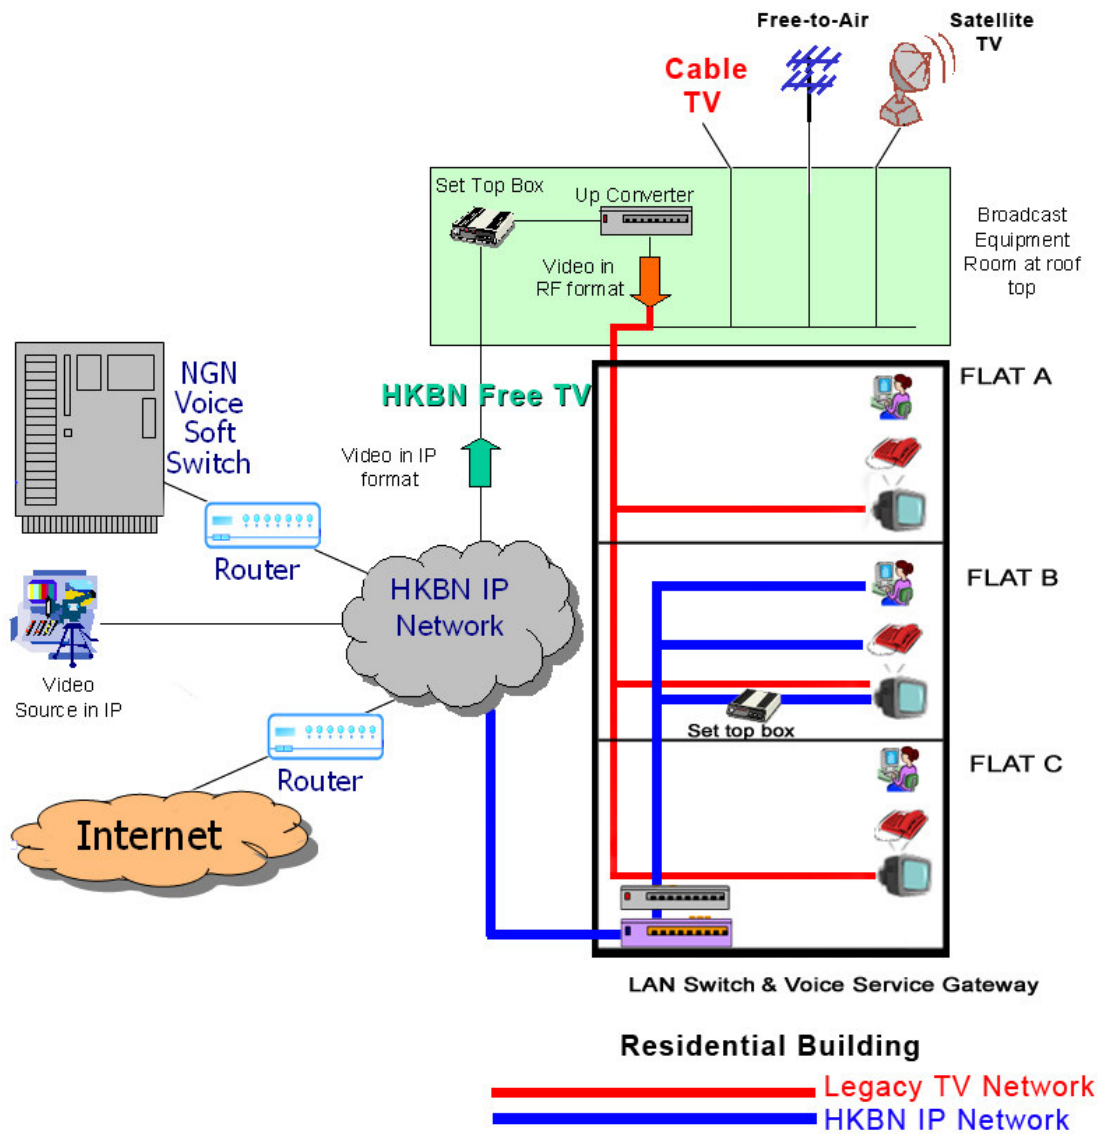 Free-to-Air
Satellite
TV
Cable
TV
Set Top Box
Up Converter
Video in
RF format
Broadcast
Equipment
Room at roof
top
NGN
Voice
Soft
Switch
HKBN Free TV
Video in IP
format
FLAT A
Router
HKBN IP
Network
FLAT B
Video
Source in IP
Set top box
Router
FLAT C
Internet
LAN Switch & Voice Service Gateway
Residential Building
Legacy TV Network
HKBN IP Network